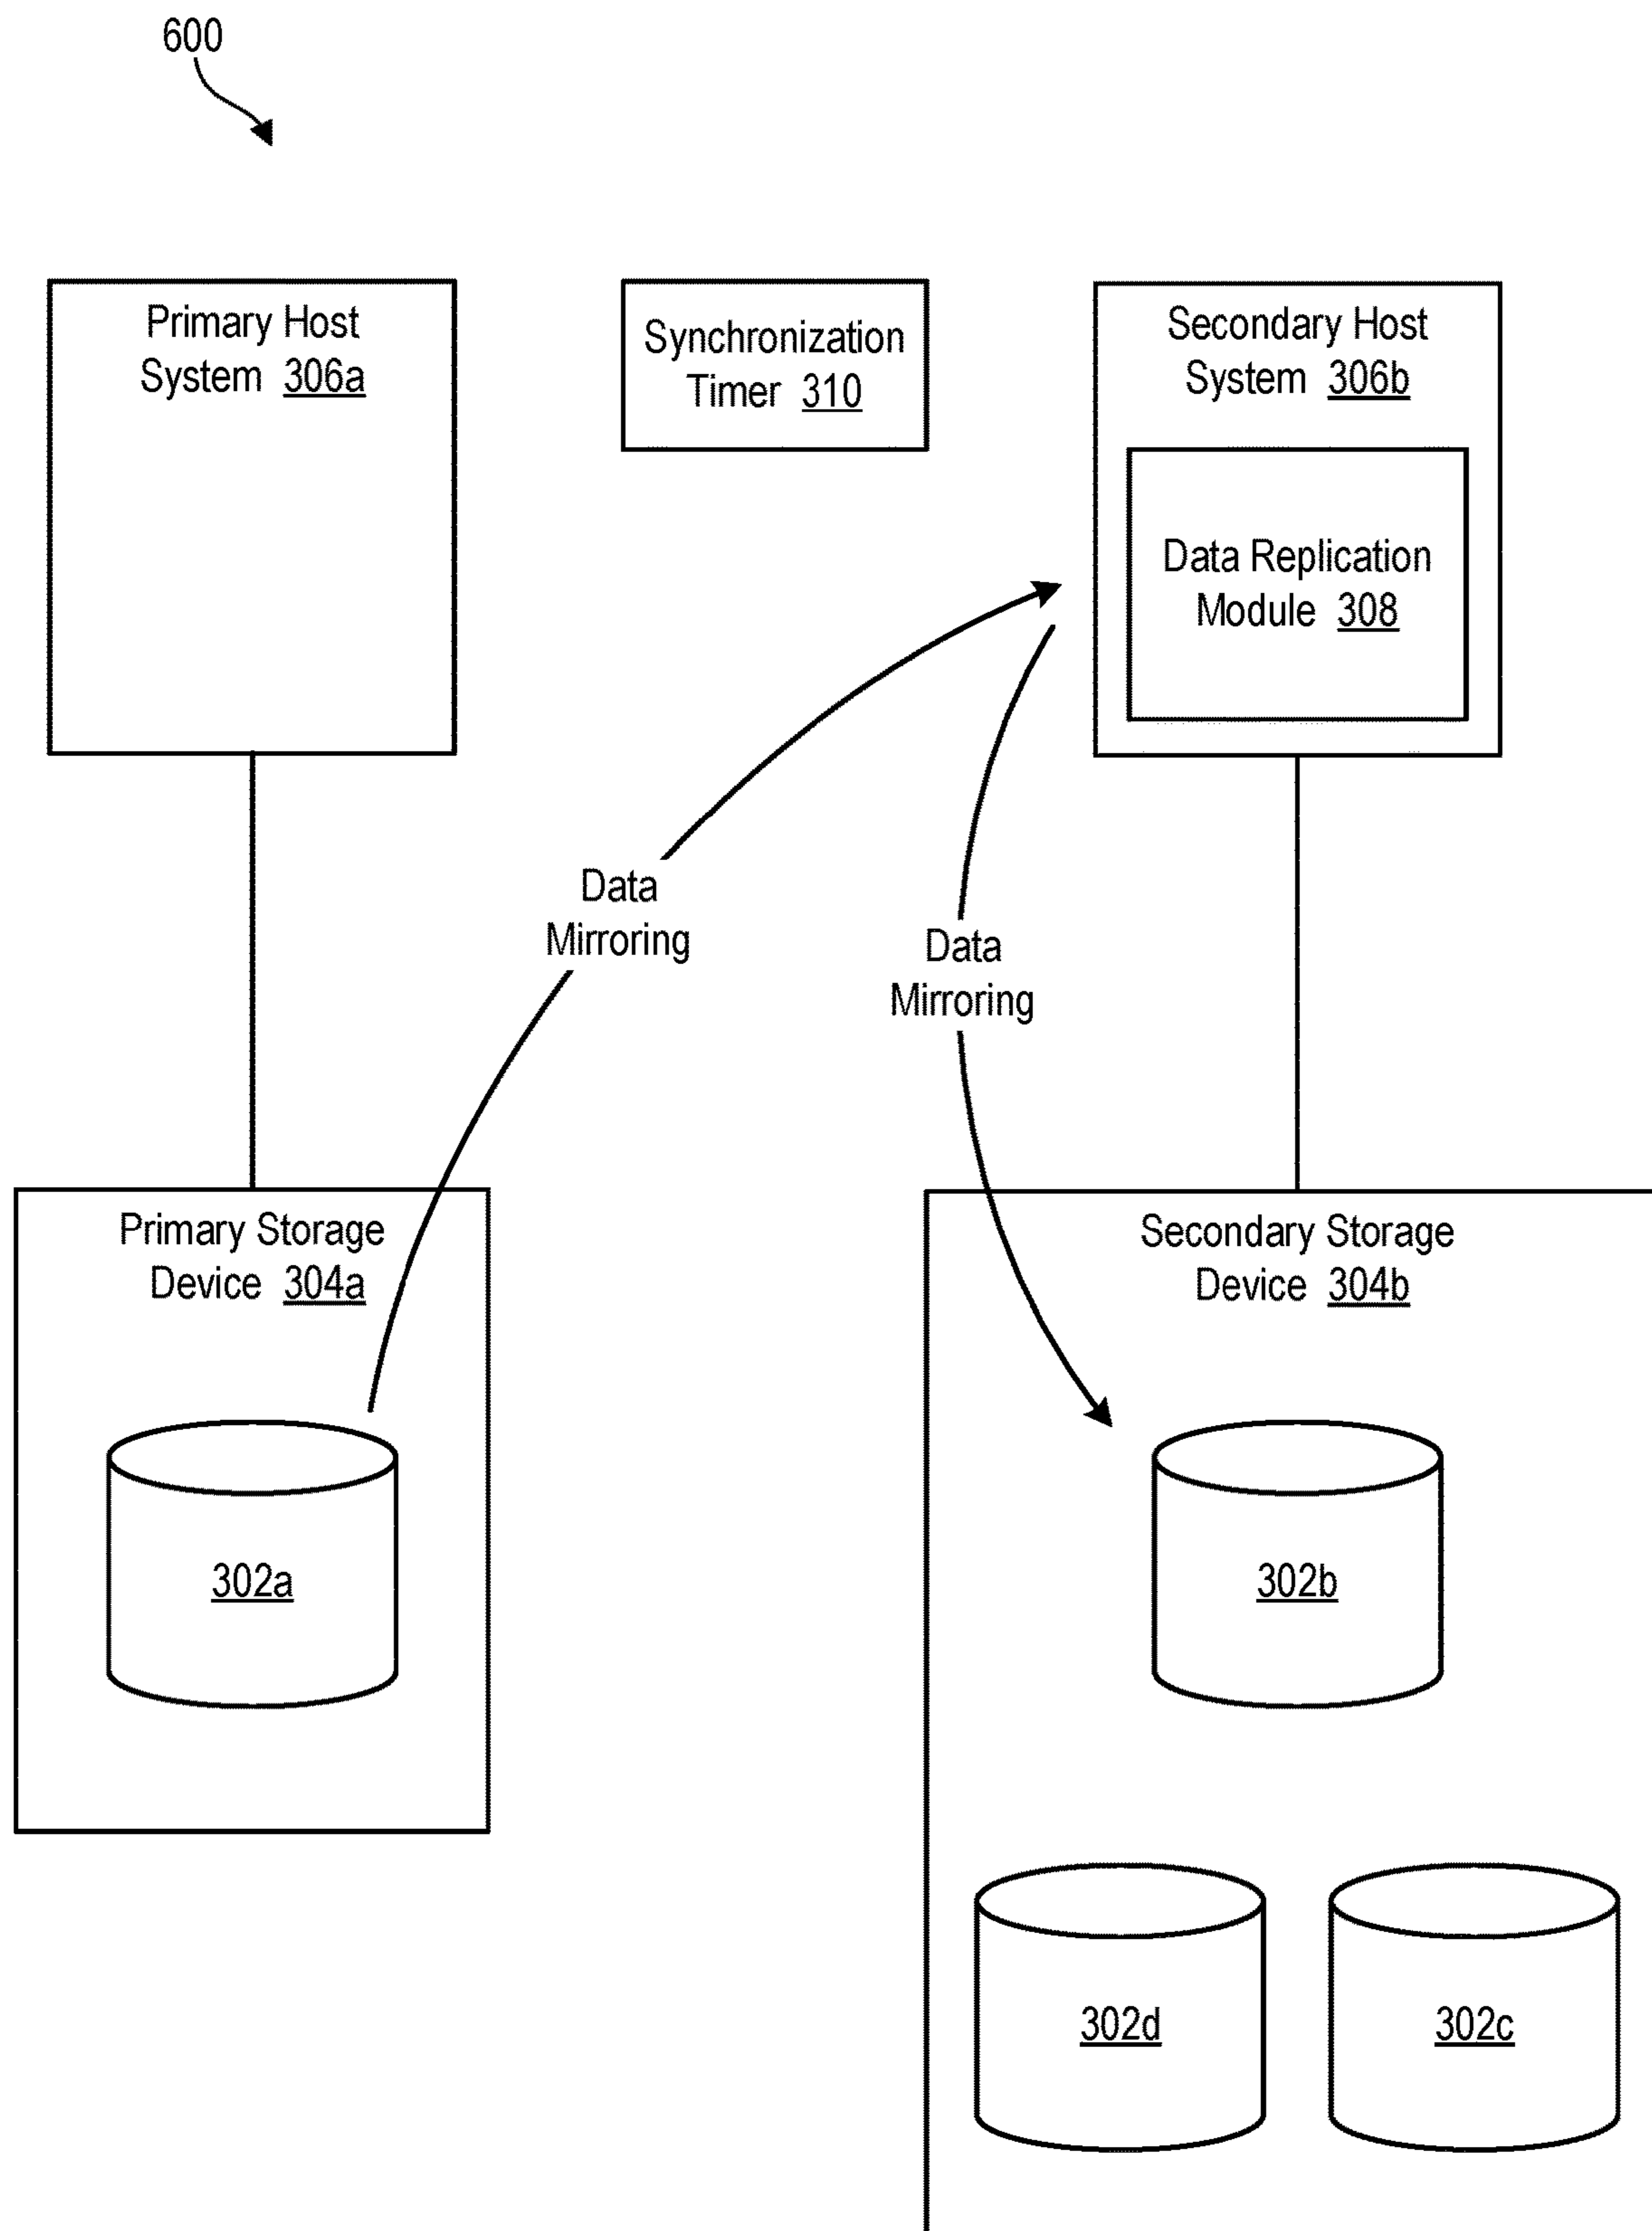 600
Primary Host
System 306a
Synchronization
Timer 310
Secondary Host
System 306b
Data Replication
Module 308
Data
Mirroring
Data
Mirroring
Primary Storage
Device 304a
Secondary Storage
Device 304b
302a
302b
302d
302c